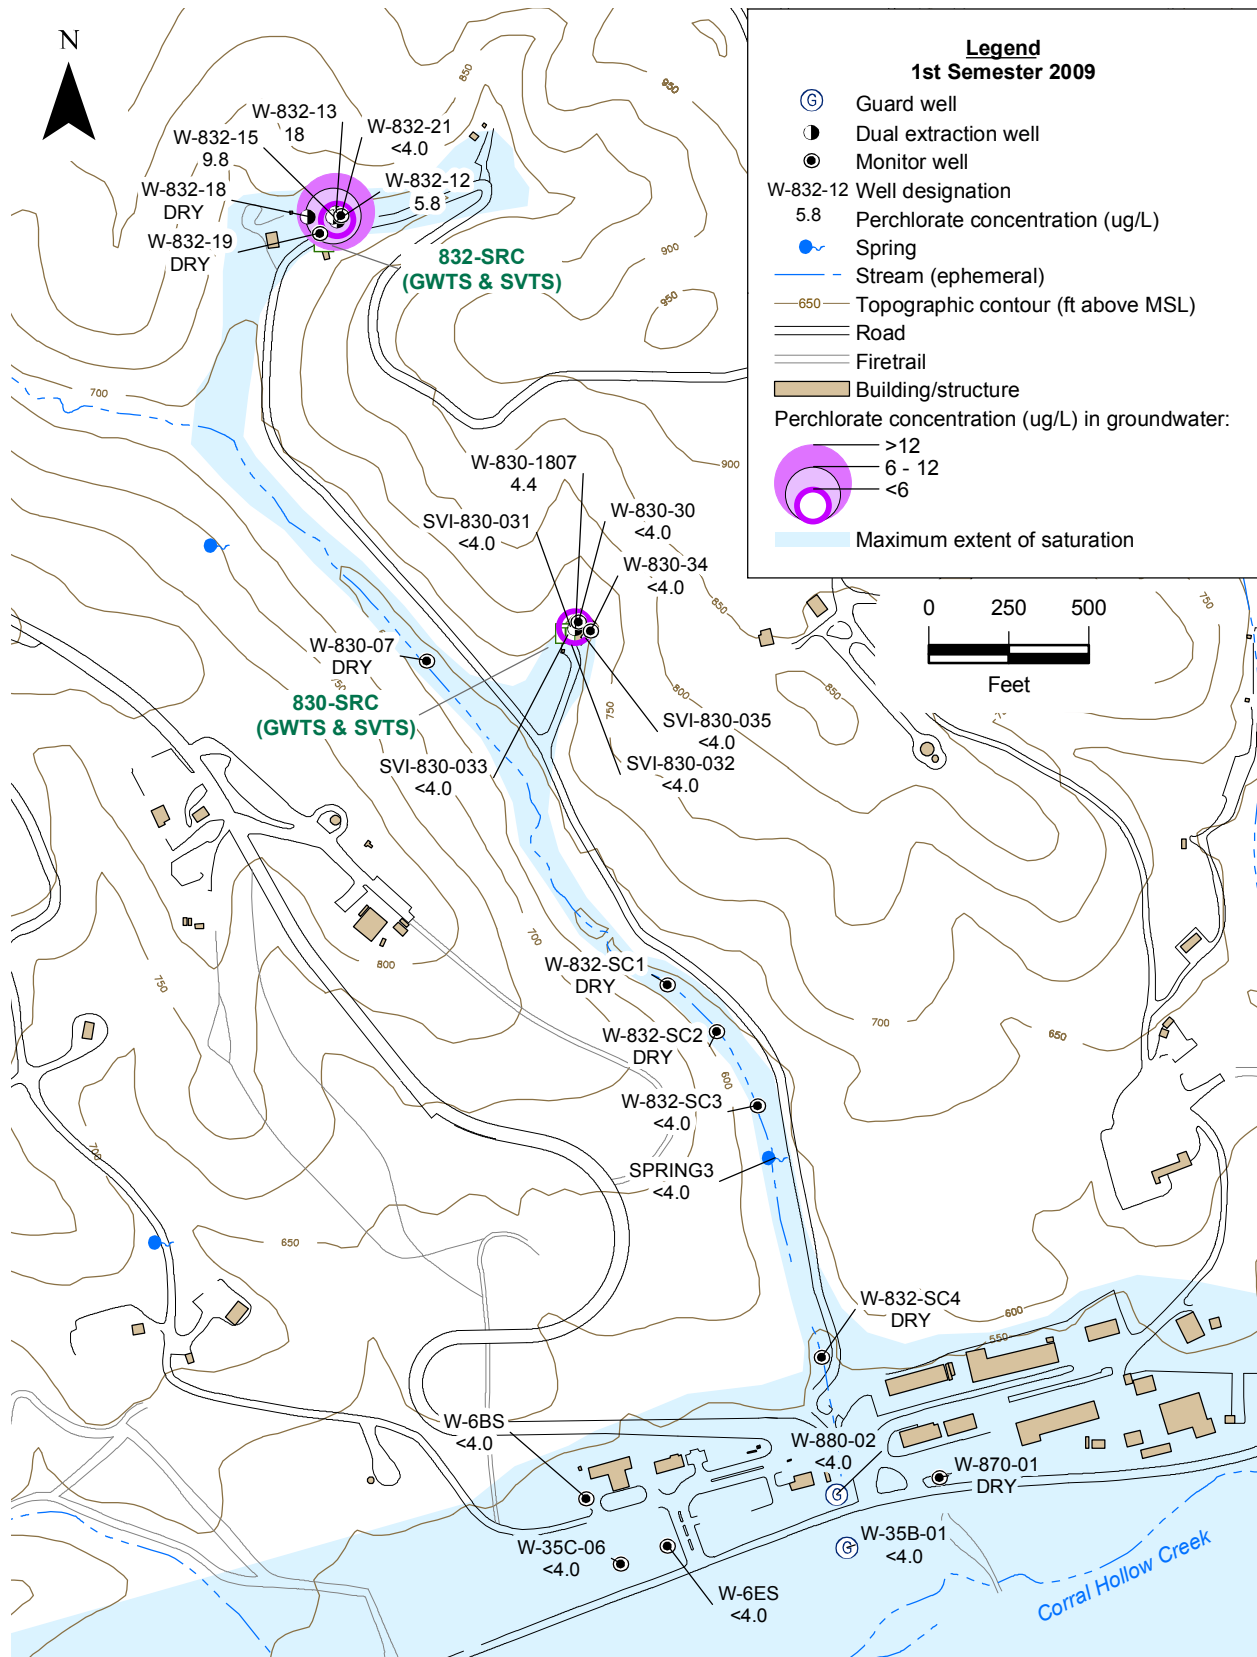 N
Legend
1st Semester 2009
G
Guard well
Dual extraction well
Monitor well
W-832-12 Well designation
5.8 Perchlorate concentration (ug/L)
Spring
Stream (ephemeral)
650 Topographic contour (ft above MSL)
Road
Firetrail
Building/structure
Perchlorate concentration (ug/L) in groundwater:
>12
6 - 12
<6
Maximum extent of saturation
0 250 500
Feet
850
950
W-832-13
18
W-832-21
<4.0
W-832-15
9.8
W-832-12
5.8
W-832-18
DRY
W-832-19
DRY
832-SRC
(GWTS & SVTS)
900
950
700
900
W-830-1807
4.4
SVI-830-031
<4.0
W-830-30
<4.0
W-830-34
<4.0
850
750
W-830-07
DRY
800
850
750
830-SRC
(GWTS & SVTS)
SVI-830-035
<4.0
SVI-830-033
<4.0
SVI-830-032
<4.0
700
800
750
W-832-SC1
DRY
700
650
W-832-SC2
DRY
600
W-832-SC3
<4.0
700
SPRING3
<4.0
650
W-832-SC4
DRY
600
550
W-6BS
<4.0
W-880-02
<4.0
G
W-870-01
DRY
W-35B-01
<4.0
G
W-35C-06
<4.0
W-6ES
<4.0
Corral Hollow Creek